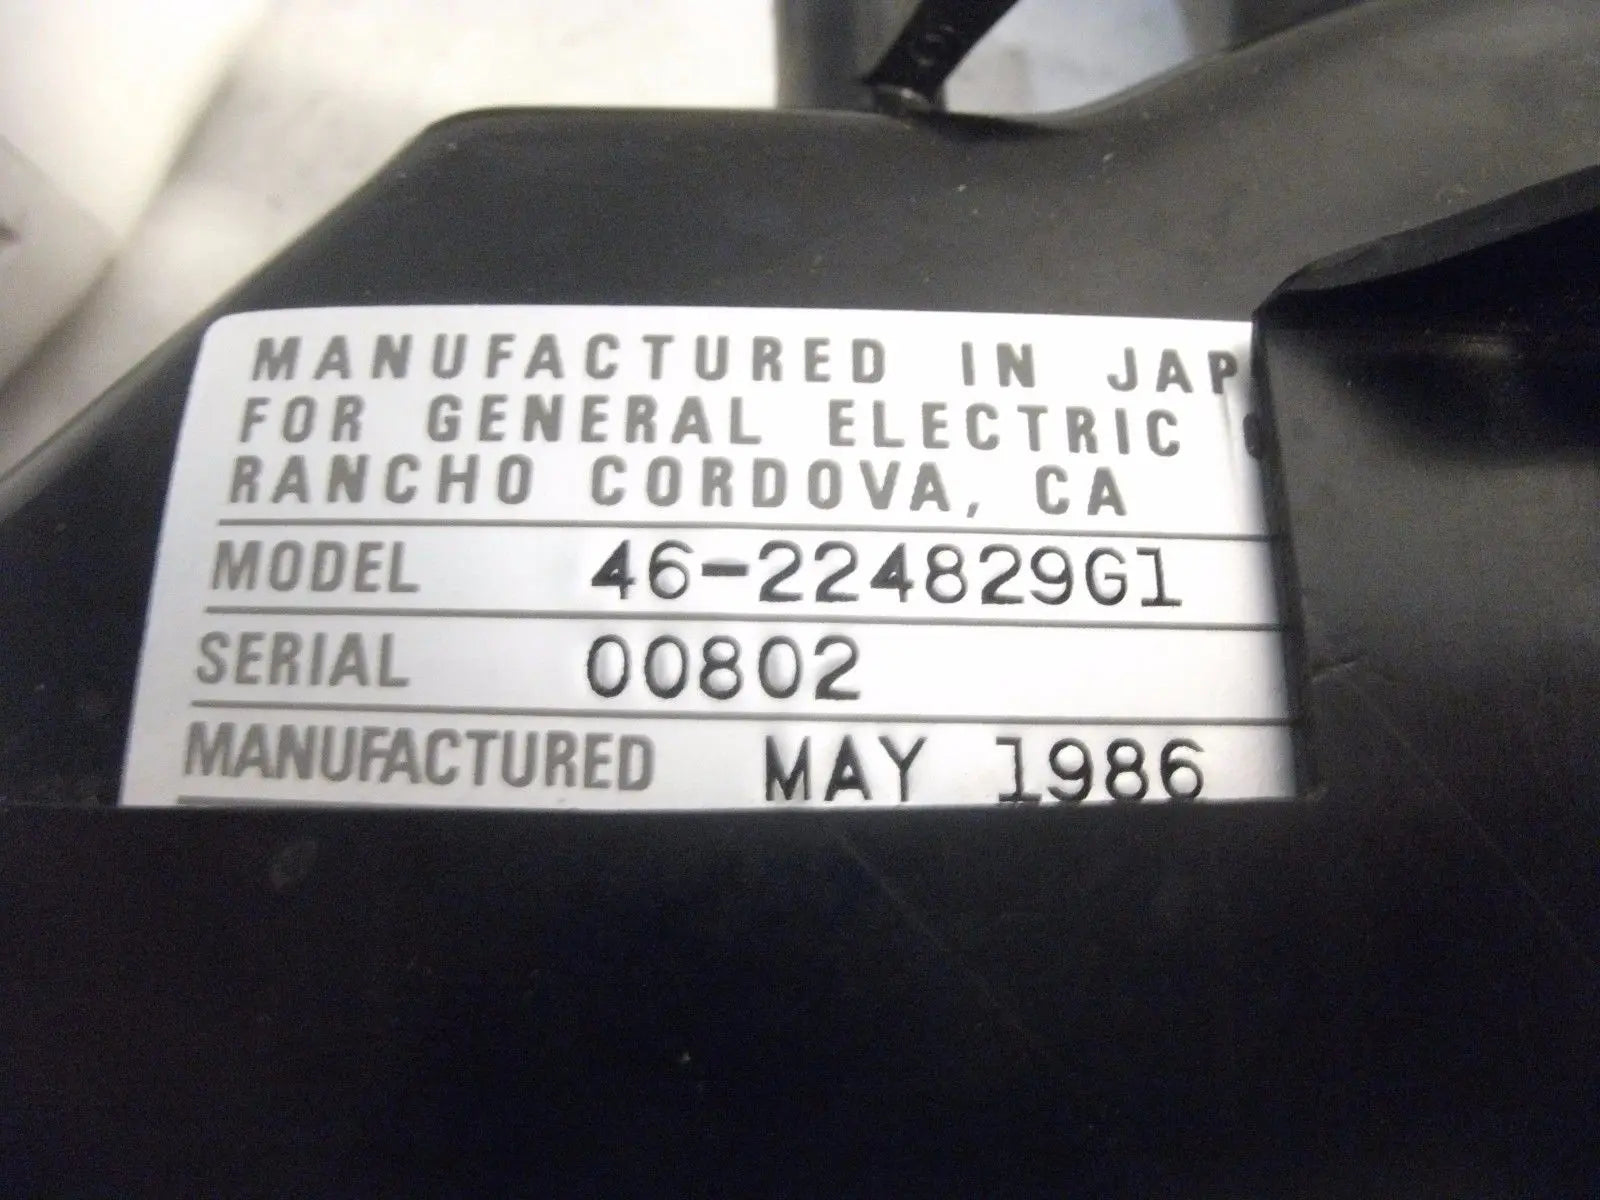 MANUFACTURED IN JAP
FOR GENERAL ELECTRIC
RANCHO CORDOVA, CA
MODEL 46-224829G1
SERIAL 00802
MANUFACTURED MAY 1986